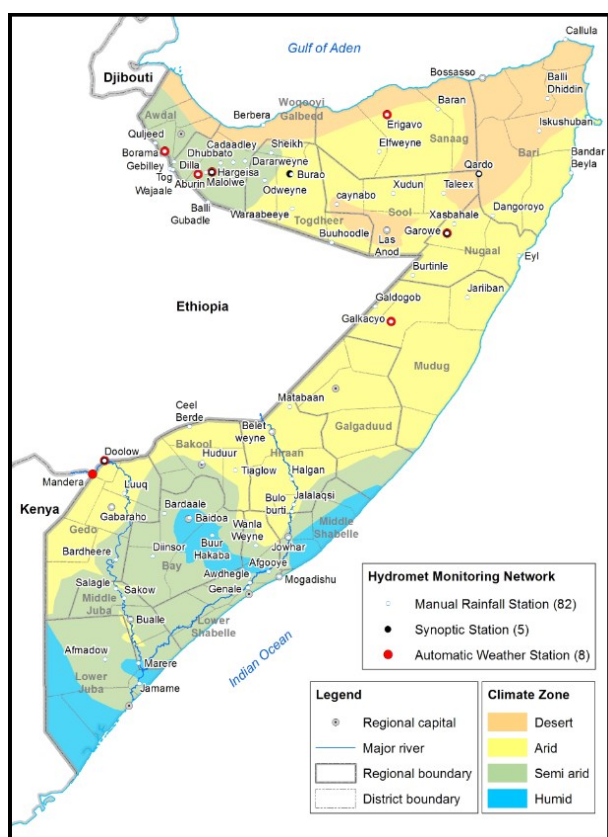 Callula
Gulf of Aden
Djibouti
Bossasso
Balli
Dhiddin
Baran
Woqooyi
Galbeed
Berbera
Awdal
Erigavo
Iskushuban
Quljeed
Cadaadley
Sheikh
Elfweyne
Sanaag
Bari
Borama
Dhubbato
Dararweyne
Bandar
Beyla
Gebilley
Dilla
Hargeisa
Burao
Qardo
Tog
Wajaale
Aburin
Malolwe
Odweyne
Xudun
Taleex
caynabo
Balli
Gubadle
Waraabeeye
Sool
Xasbahale
Dangoroyo
Togdheer
Buuhoodle
Las
Anod
Garowe
Nugaal
Eyl
Burtinle
Ethiopia
Galdogob
Jariiban
Galkacyo
Mudug
Matabaan
Ceel
Berde
Galgaduud
Belet
weyne
Bakool
Hiraan
Doolow
Huduur
Mandera
Tiaglow
Halgan
Luuq
Kenya
Bardaale
Bulo
burti
Jalalaqsi
Gabaraho
Baidoa
Wanla
Weyne
Middle
Shabelle
Gedo
Buur
Hakaba
Jowhar
Bardheere
Diinsor
Bay
Afgooye
Awdhegle
Mogadishu
Salagle
Sakow
Genale
Middle
Juba
Bualle
Lower
Shabelle
Afmadow
Marere
Indian Ocean
Lower
Juba
Jamame
Hydromet Monitoring Network
Manual Rainfall Station (82)
Synoptic Station (5)
Automatic Weather Station (8)
Legend
Regional capital
Major river
Regional boundary
District boundary
Climate Zone
Desert
Arid
Semi arid
Humid